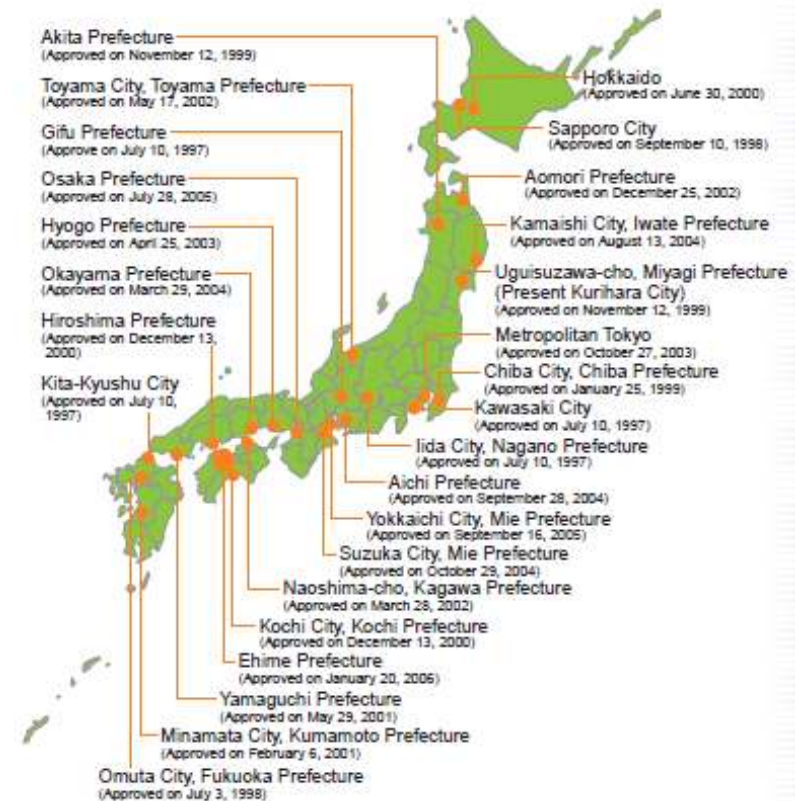 Akita Prefecture
(Approved on November 12, 1999)
Toyama City, Toyama Prefecture
(Approved on May 17, 2002)
Gifu Prefecture
(Approve on July 10, 1997)
Osaka Prefecture
(Approved on July 28, 2005)
Hyogo Prefecture
(Approved on April 25, 2003)
Okayama Prefecture
(Approved on March 29, 2004)
Hiroshima Prefecture
(Approved on December 13,
2000)
Kita-Kyushu City
(Approved on July 10,
1997)
Hokkaido
(Approved on June 30, 2000)
Sapporo City
(Approved on September 10, 1998)
Aomori Prefecture
(Approved on December 25, 2002)
Kamaishi City, Iwate Prefecture
(Approved on August 13, 2004)
Uguisuzawa-cho, Miyagi Prefecture
(Present Kurihara City)
(Approved on November 12, 1999)
Metropolitan Tokyo
(Approved on October 27, 2003)
Chiba City, Chiba Prefecture
(Approved on January 25, 1999)
Kawasaki City
(Approved on July 10, 1997)
Iida City, Nagano Prefecture
(Approved on July 10, 1997)
Aichi Prefecture
(Approved on September 28, 2004)
Yokkaichi City, Mie Prefecture
(Approved on September 16, 2005)
Suzuka City, Mie Prefecture
(Approved on October 29, 2004)
Naoshima-cho, Kagawa Prefecture
(Approved on March 28, 2002)
Kochi City, Kochi Prefecture
(Approved on December 13, 2000)
Ehime Prefecture
(Approved on January 20, 2006)
Yamaguchi Prefecture
(Approved on May 29, 2001)
Minamata City, Kumamoto Prefecture
(Approved on February 6, 2001)
Omuta City, Fukuoka Prefecture
(Approved on July 3, 1998)